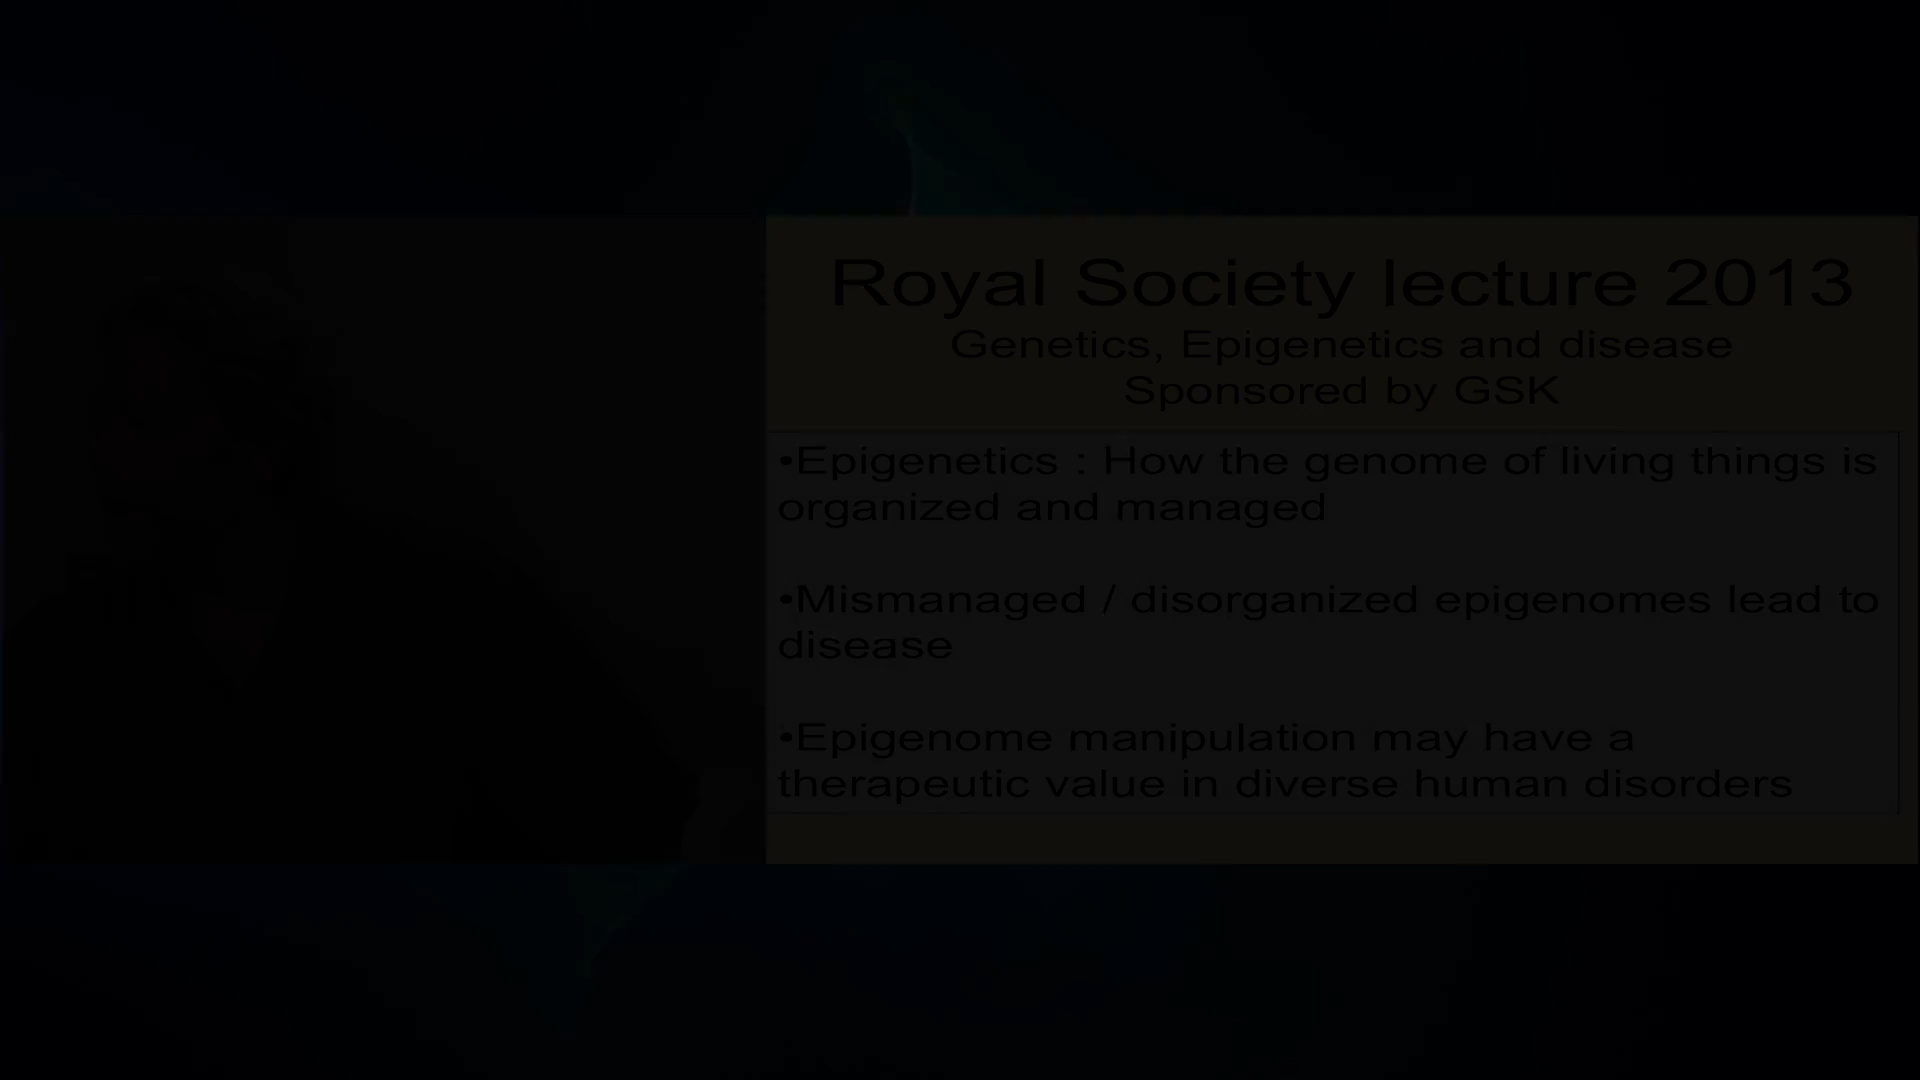 Royal Society lecture 2013
Genetics, Epigenetics and disease
Sponsored by GSK
•Epigenetics : How the genome of living things is
organized and managed
•Mismanaged / disorganized epigenomes lead to
disease
•Epigenome manipulation may have a
therapeutic value in diverse human disorders